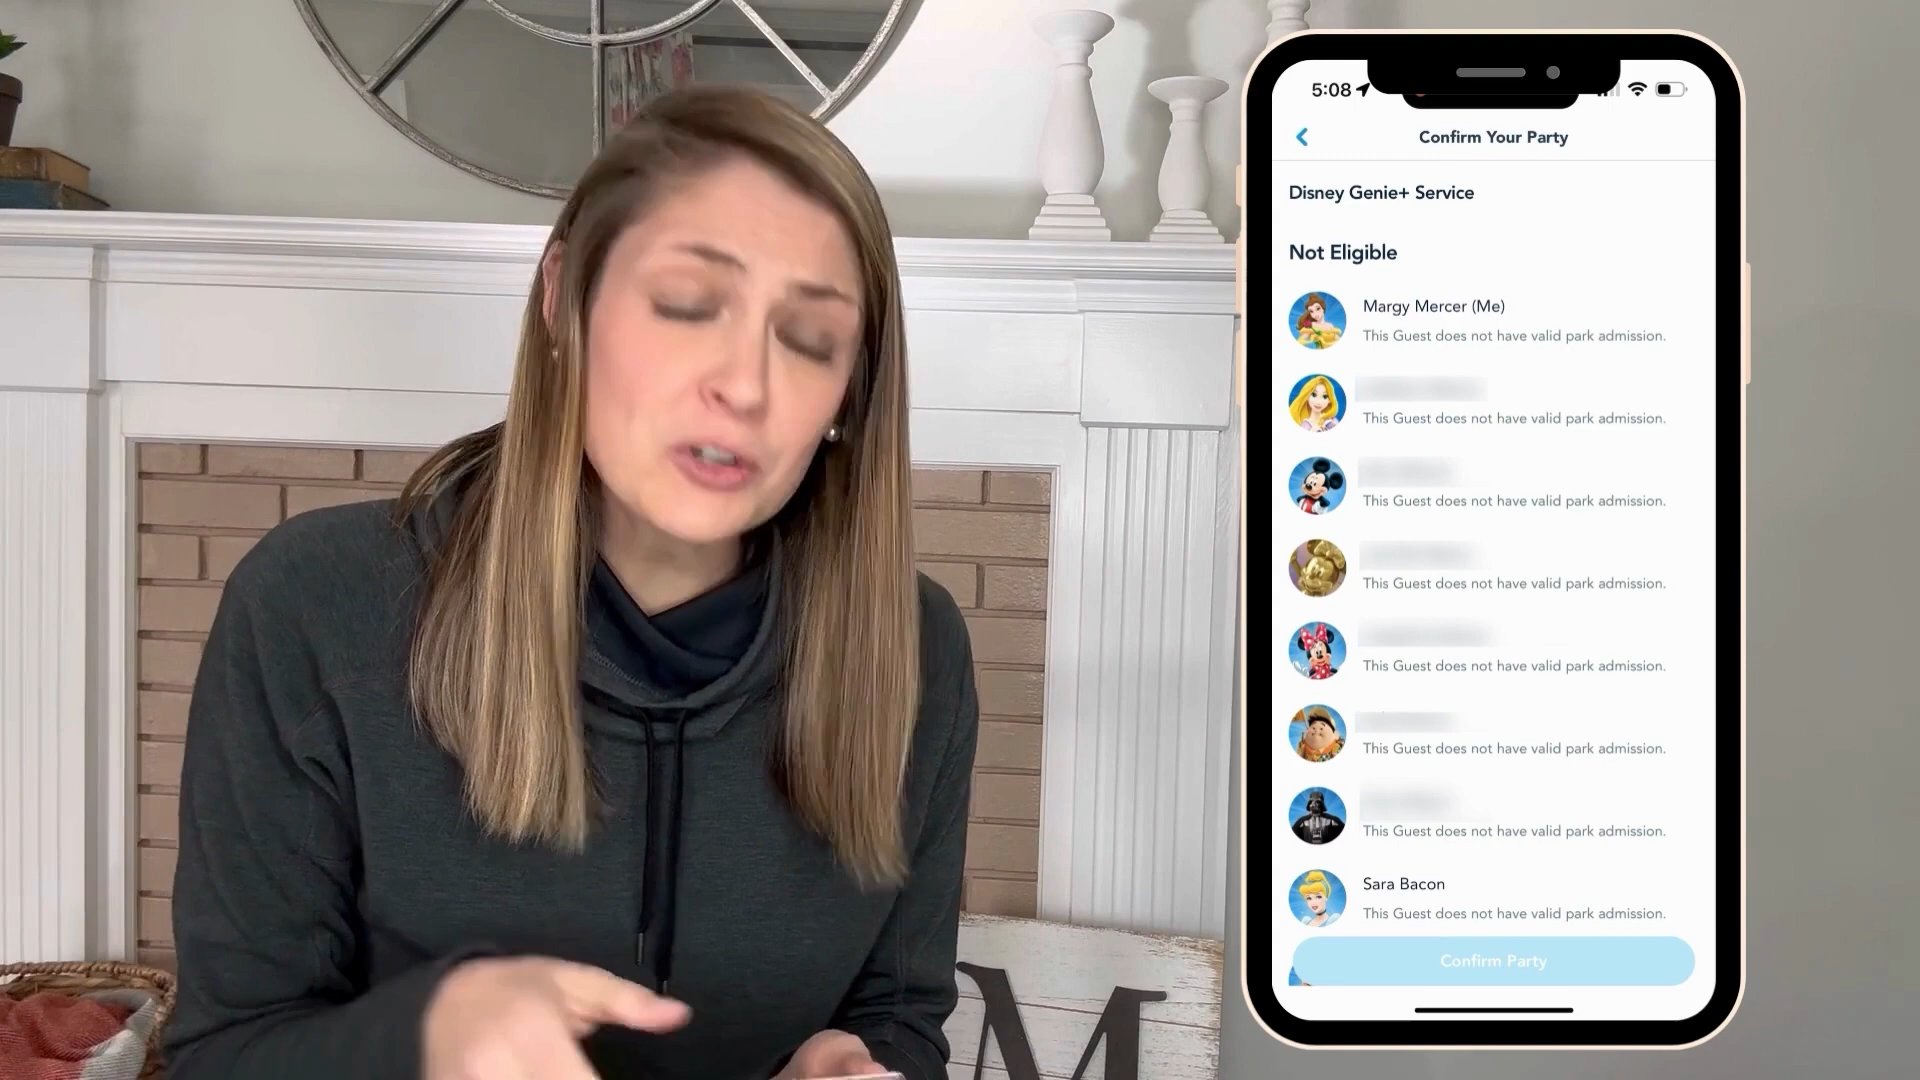 5:08
Confirm Your Party
Disney Genie+ Service
Not Eligible
Margy Mercer (Me)
This Guest does not have valid park admission.
This Guest does not have valid park admission.
This Guest does not have valid park admission.
This Guest does not have valid park admission.
This Guest does not have valid park admission.
This Guest does not have valid park admission.
This Guest does not have valid park admission.
Sara Bacon
This Guest does not have valid park admission.
Confirm Party
M